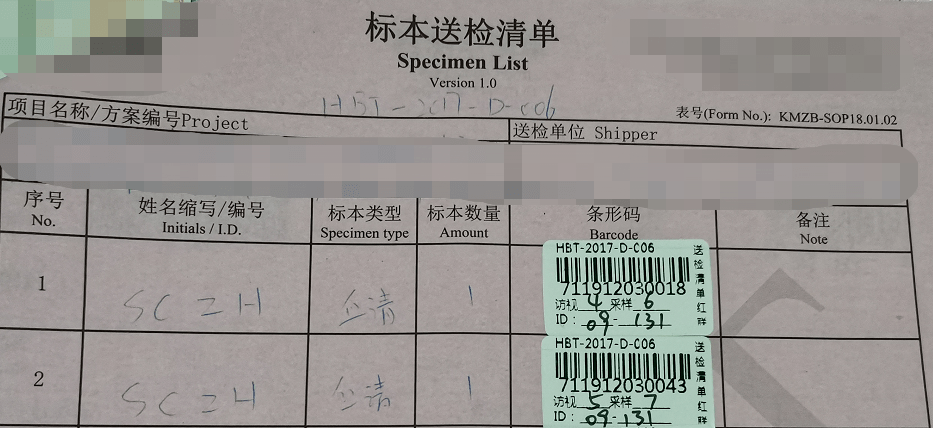 标本送检清单
Specimen List
Version 1.0
HBT-2017-D-C06
表号(Form No.): KMZB-SOP18.01.02
项目名称/方案编号Project
送检单位 Shipper
序号 姓名缩写/编号 标本类型 标本数量 条形码 备注
No. Initials / I.D. Specimen type Amount Barcode Note
1 SCZH 血清 1
HBT-2017-D-C06
711912030018
访视 4 采样 6
ID: 09-131
送检清单红群
2 SCZH 血清 1
HBT-2017-D-C06
711912030043
访视 5 采样 7
ID: 09-131
送检清单红群